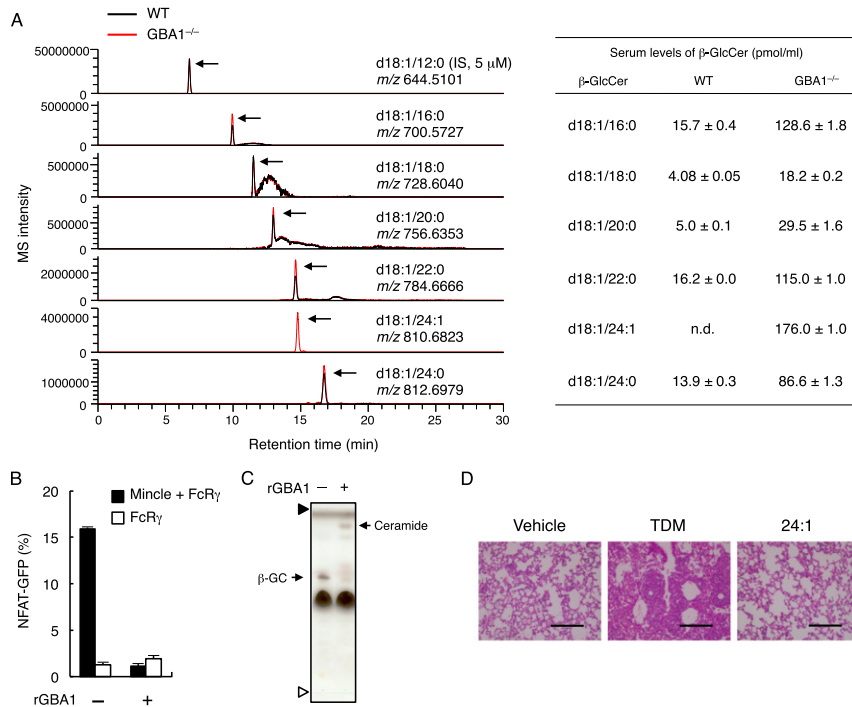 A
WT
GBA1–/–
50000000
0
d18:1/12:0 (IS, 5 μM)
m/z 644.5101
5000000
0
d18:1/16:0
m/z 700.5727
500000
0
d18:1/18:0
m/z 728.6040
500000
0
d18:1/20:0
m/z 756.6353
2000000
0
d18:1/22:0
m/z 784.6666
4000000
0
d18:1/24:1
m/z 810.6823
1000000
0
d18:1/24:0
m/z 812.6979
MS intensity
0 5 10 15 20 25 30
Retention time (min)
Serum levels of β-GlcCer (pmol/ml)
β-GlcCer WT GBA1–/–
d18:1/16:0 15.7 ± 0.4 128.6 ± 1.8
d18:1/18:0 4.08 ± 0.05 18.2 ± 0.2
d18:1/20:0 5.0 ± 0.1 29.5 ± 1.6
d18:1/22:0 16.2 ± 0.0 115.0 ± 1.0
d18:1/24:1 n.d. 176.0 ± 1.0
d18:1/24:0 13.9 ± 0.3 86.6 ± 1.3
B
20
15
10
5
0
NFAT-GFP (%)
Mincle + FcRγ
FcRγ
rGBA1 – +
C
rGBA1 – +
Ceramide
β-GC
D
Vehicle TDM 24:1